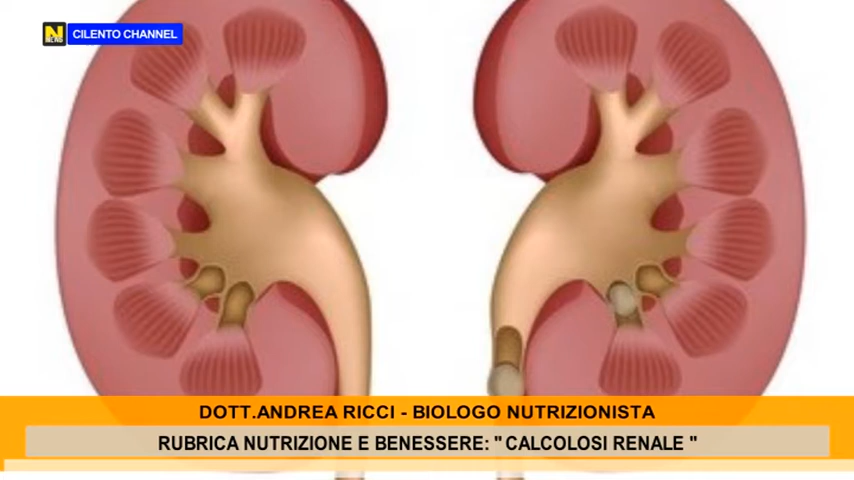 N
CILENTO CHANNEL
DOTT.ANDREA RICCI - BIOLOGO NUTRIZIONISTA
RUBRICA NUTRIZIONE E BENESSERE: " CALCOLOSI RENALE "